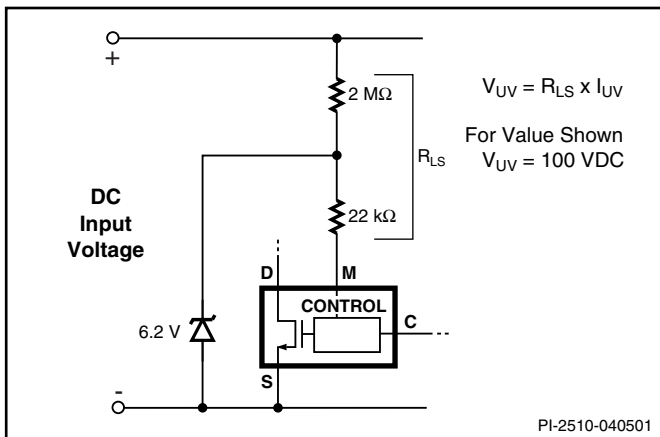 +
2 MΩ
V_UV = R_LS x I_UV
For Value Shown
V_UV = 100 VDC
R_LS
DC
Input
Voltage
22 kΩ
D
M
CONTROL
C
6.2 V
S
-
PI-2510-040501